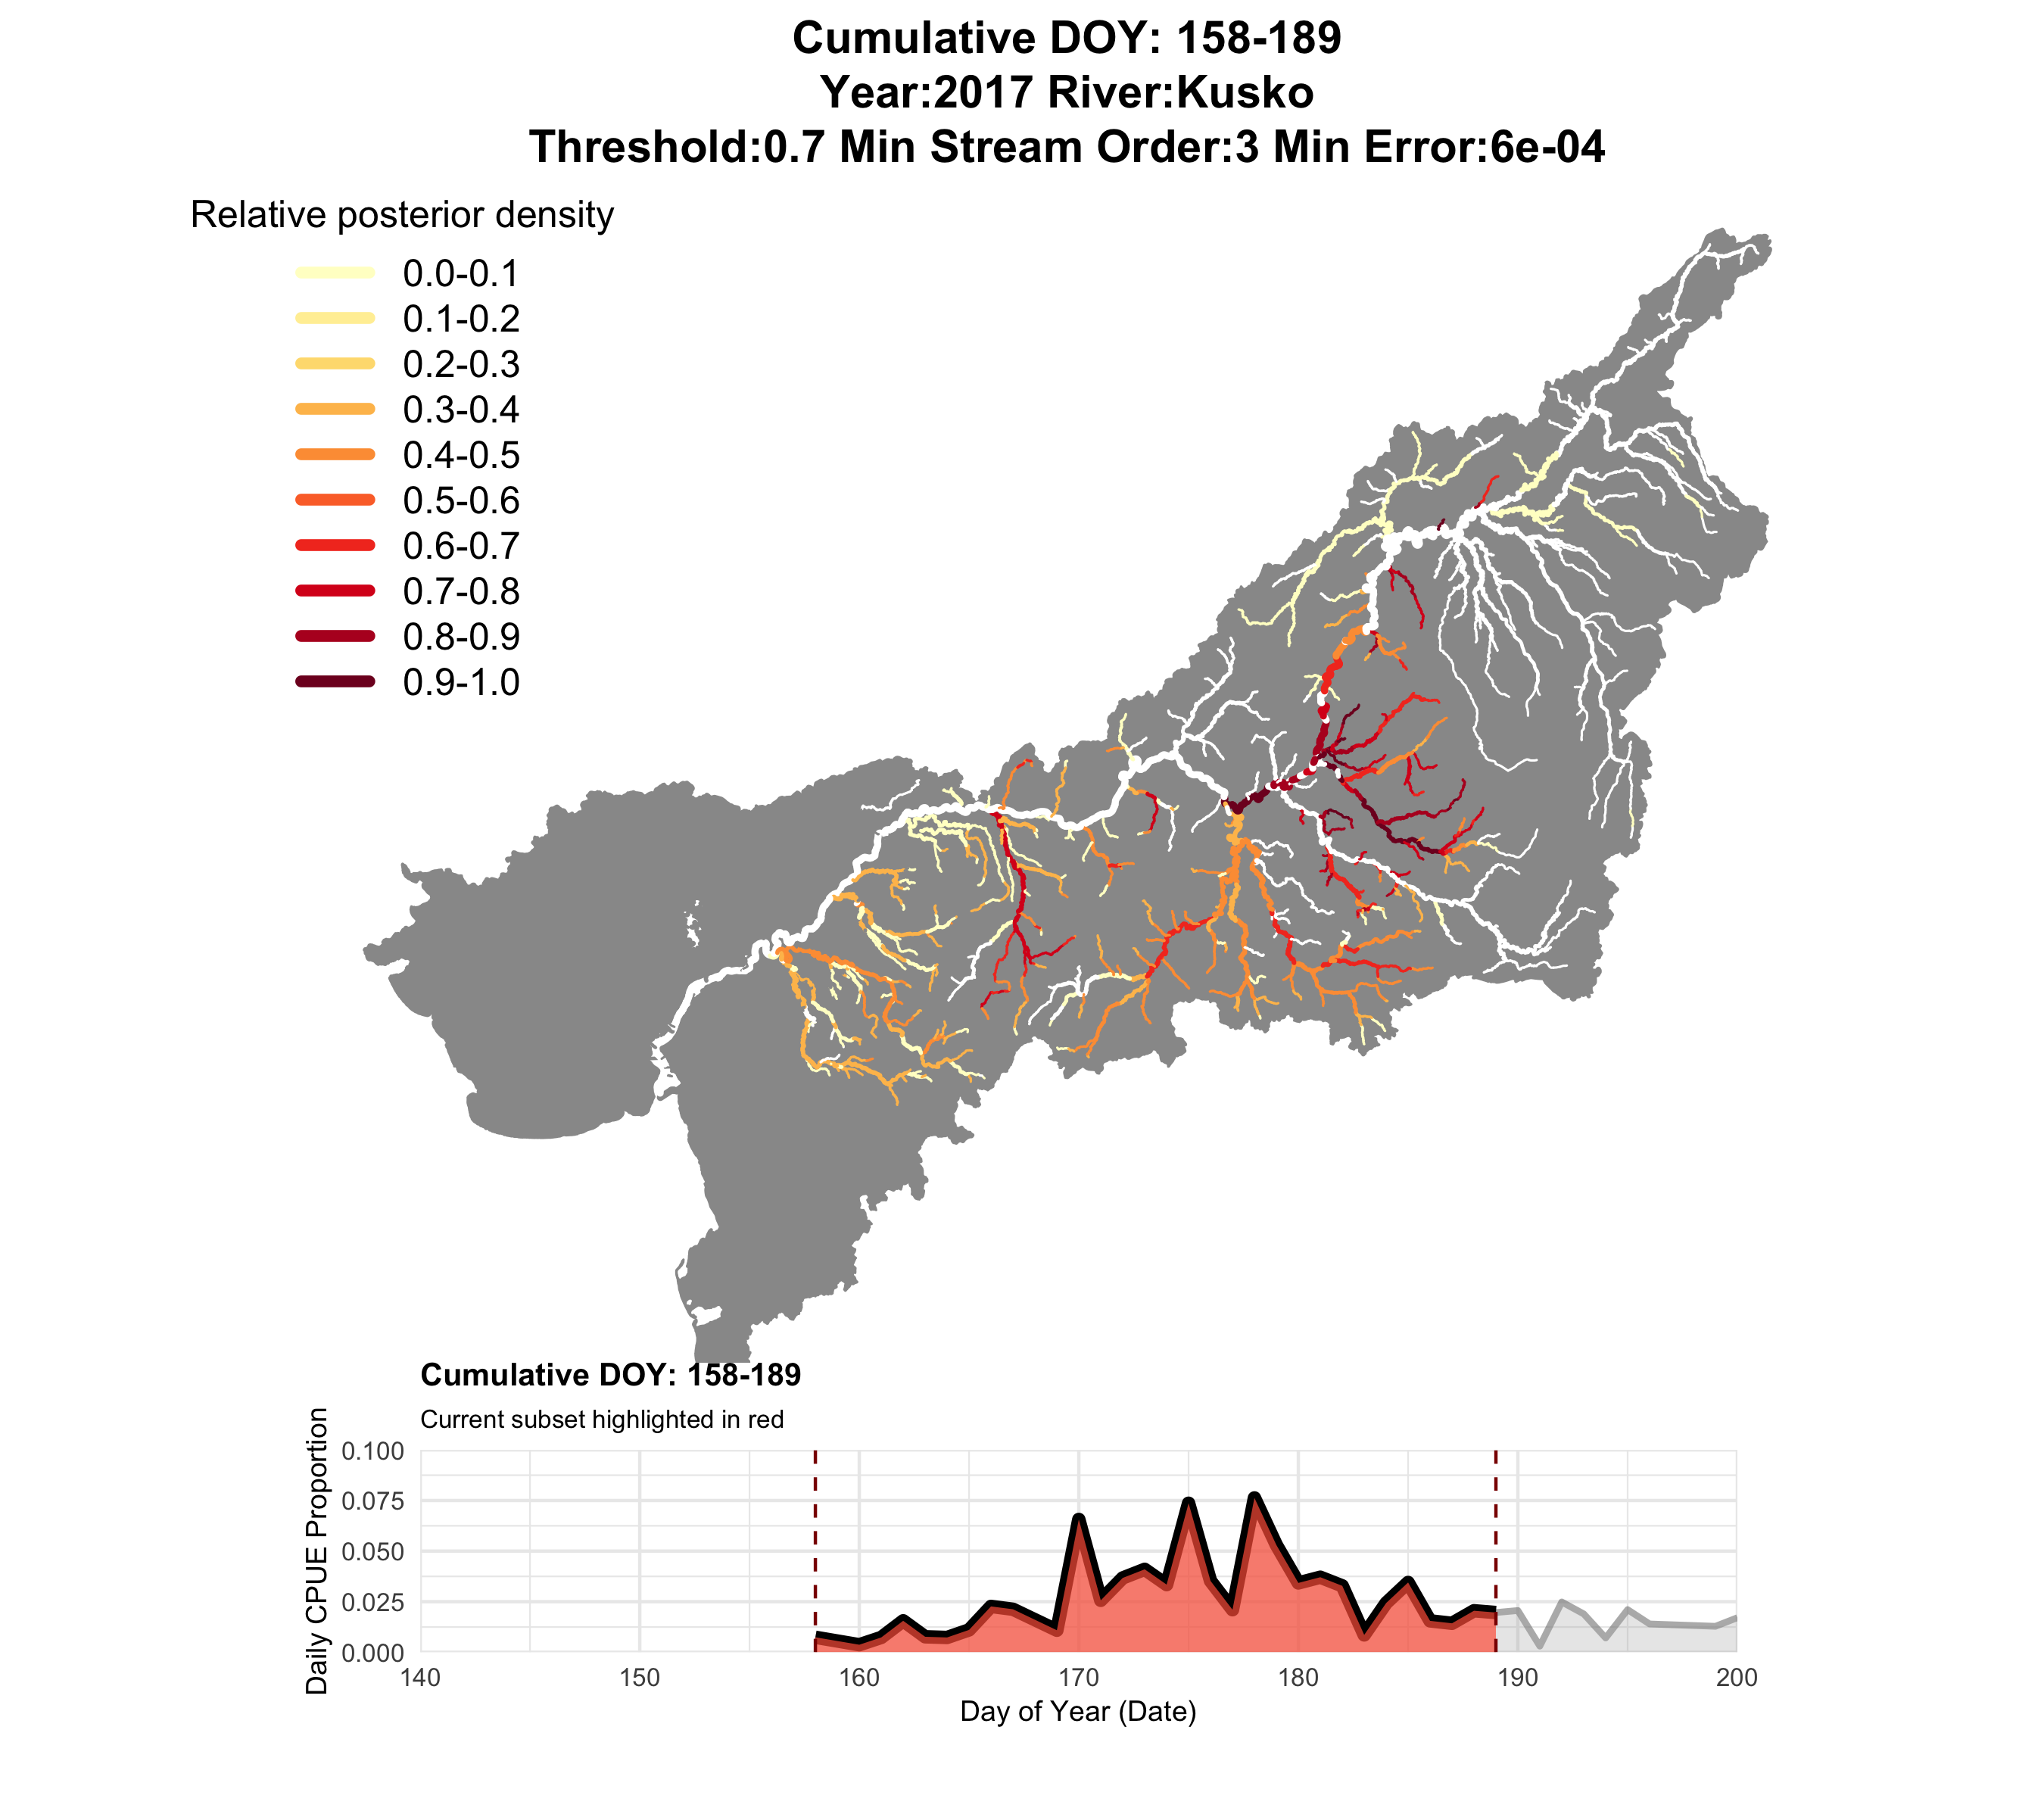 Cumulative DOY: 158-189
Year:2017 River:Kusko
Threshold:0.7 Min Stream Order:3 Min Error:6e-04
Relative posterior density
0.0-0.1
0.1-0.2
0.2-0.3
0.3-0.4
0.4-0.5
0.5-0.6
0.6-0.7
0.7-0.8
0.8-0.9
0.9-1.0
Cumulative DOY: 158-189
Current subset highlighted in red
Daily CPUE Proportion
0.100
0.075
0.050
0.025
0.000
140 150 160 170 180 190 200
Day of Year (Date)